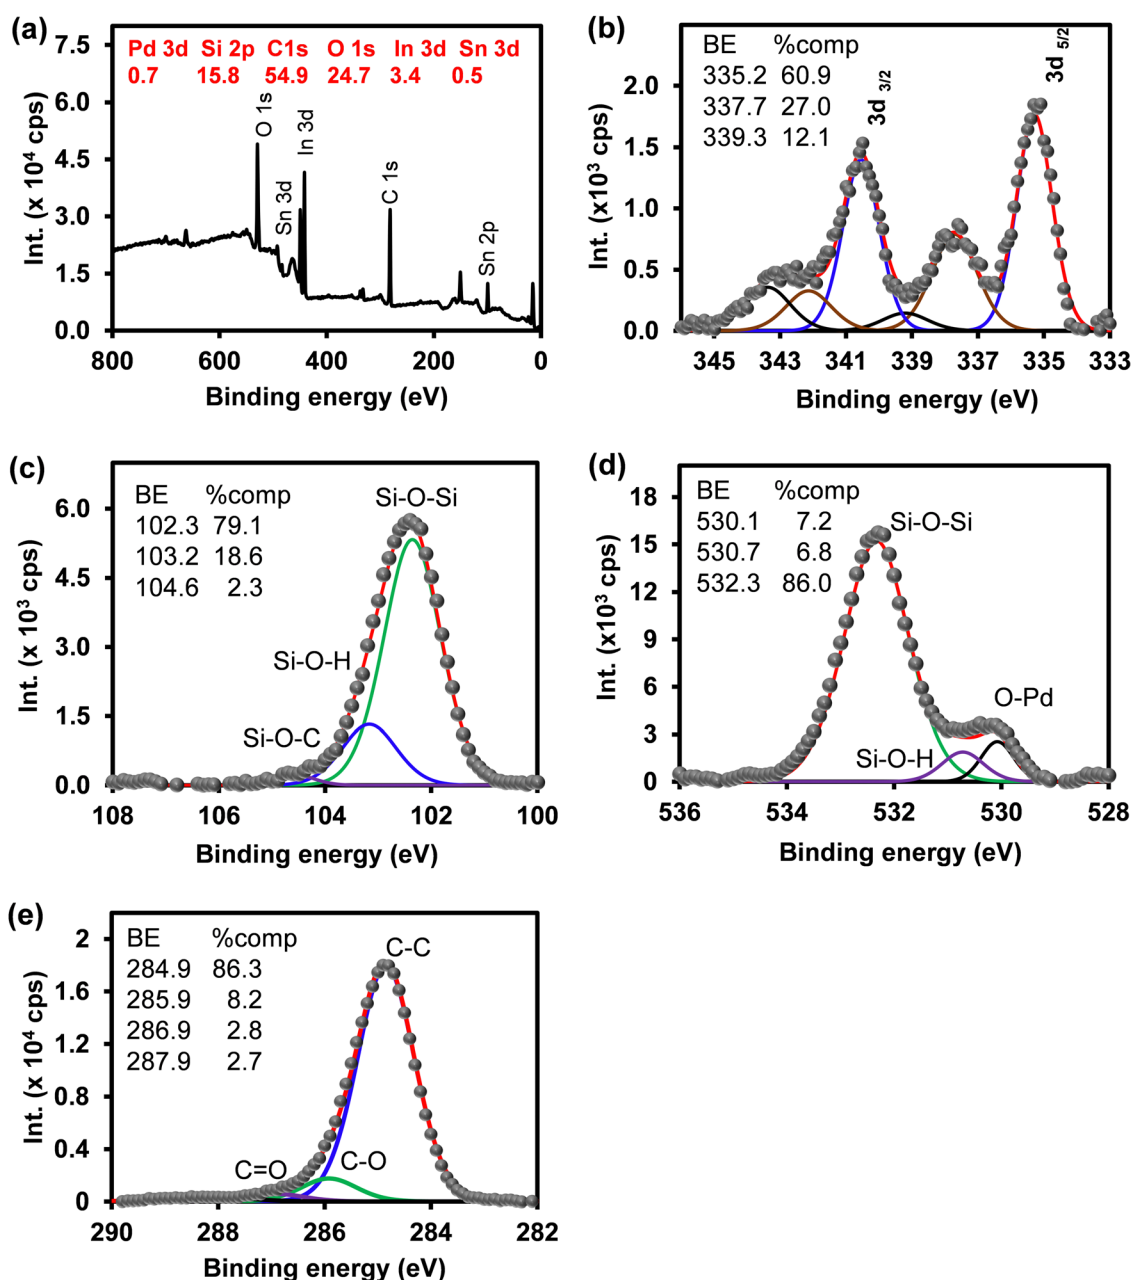 (a)
Pd 3d Si 2p C1s O 1s In 3d Sn 3d
0.7 15.8 54.9 24.7 3.4 0.5
O 1s
Sn 3d
In 3d
C 1s
Sn 2p
7.5
6.0
4.5
3.0
1.5
0.0
Int. (x 10⁴ cps)
800 600 400 200 0
Binding energy (eV)
(b)
BE %comp
335.2 60.9
337.7 27.0
339.3 12.1
3d 3/2
3d 5/2
2.0
1.5
1.0
0.5
0.0
Int. (x10³ cps)
345 343 341 339 337 335 333
Binding energy (eV)
(c)
BE %comp
102.3 79.1
103.2 18.6
104.6 2.3
Si-O-Si
Si-O-H
Si-O-C
6.0
4.5
3.0
1.5
0.0
Int. (x 10³ cps)
108 106 104 102 100
Binding energy (eV)
(d)
BE %comp
530.1 7.2
530.7 6.8
532.3 86.0
Si-O-Si
O-Pd
Si-O-H
18
15
12
9
6
3
0
Int. (x10³ cps)
536 534 532 530 528
Binding energy (eV)
(e)
BE %comp
284.9 86.3
285.9 8.2
286.9 2.8
287.9 2.7
C-C
C=O
C-O
2
1.6
1.2
0.8
0.4
0
Int. (x 10⁴ cps)
290 288 286 284 282
Binding energy (eV)